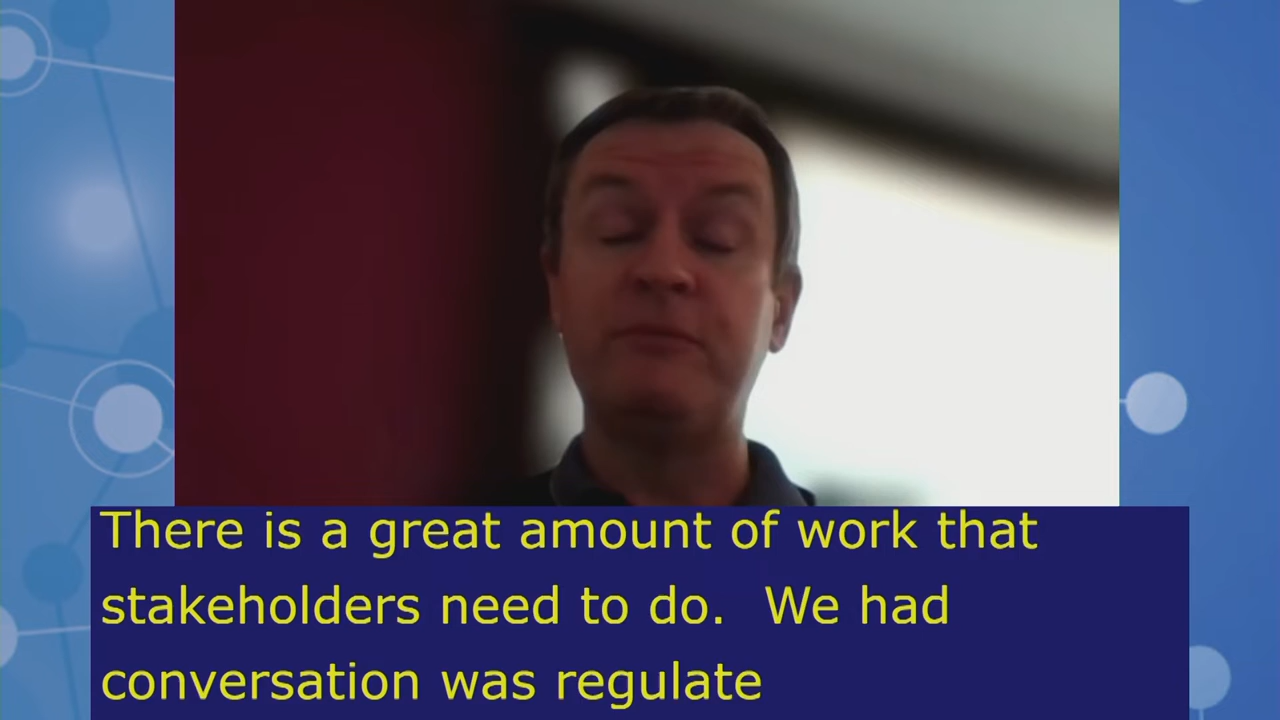 There is a great amount of work that
stakeholders need to do.  We had
conversation was regulate